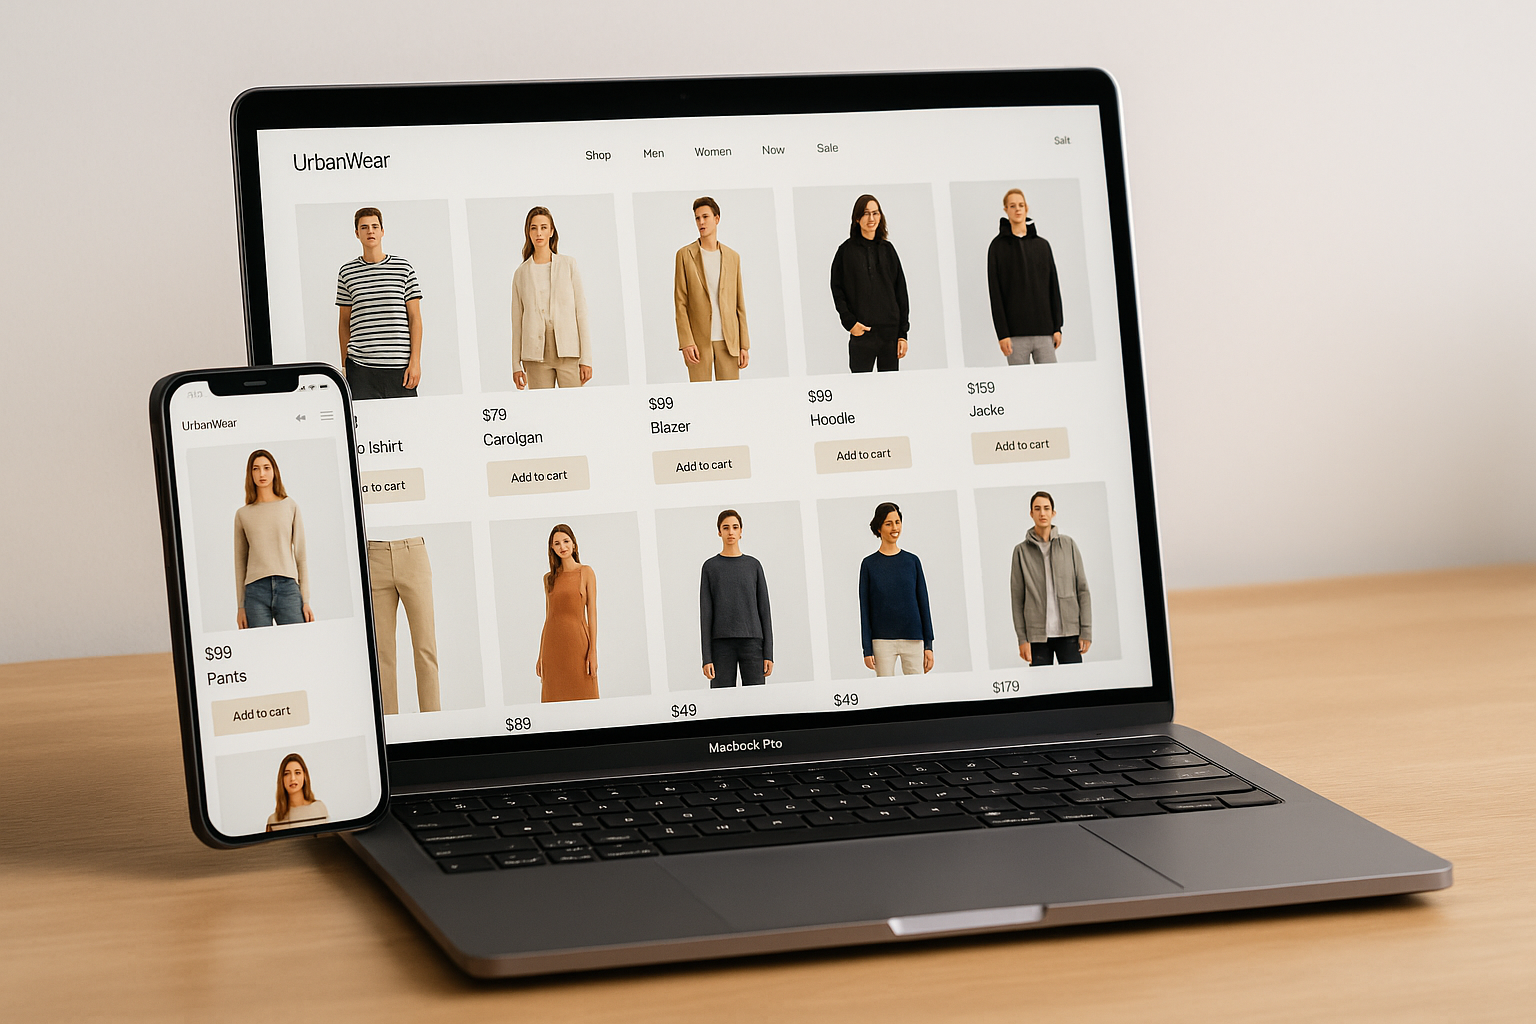 UrbanWear
Shop Men Women Now Sale
Salt
$79
Carolgan
Add to cart
$99
Blazer
Add to cart
$99
Hoodle
Add to cart
$159
Jacke
Add to cart
o Ishirt
a to cart
$89
$49
$49
$179
Macbock Pto
UrbanWear
$99
Pants
Add to cart